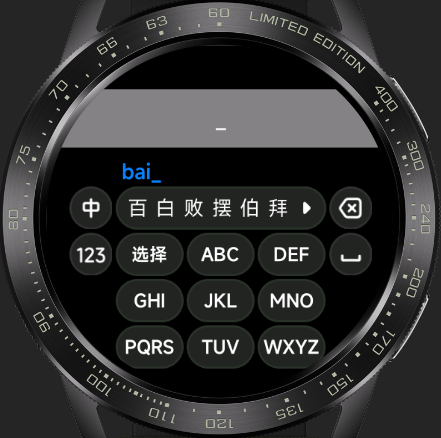 60 LIMITED EDITION
63
66
70
75
80
90
100
110
120
135
150
170
200
240
300
400
_
bai_
中 百 白 败 摆 伯 拜
123 选择 ABC DEF
GHI JKL MNO
PQRS TUV WXYZ